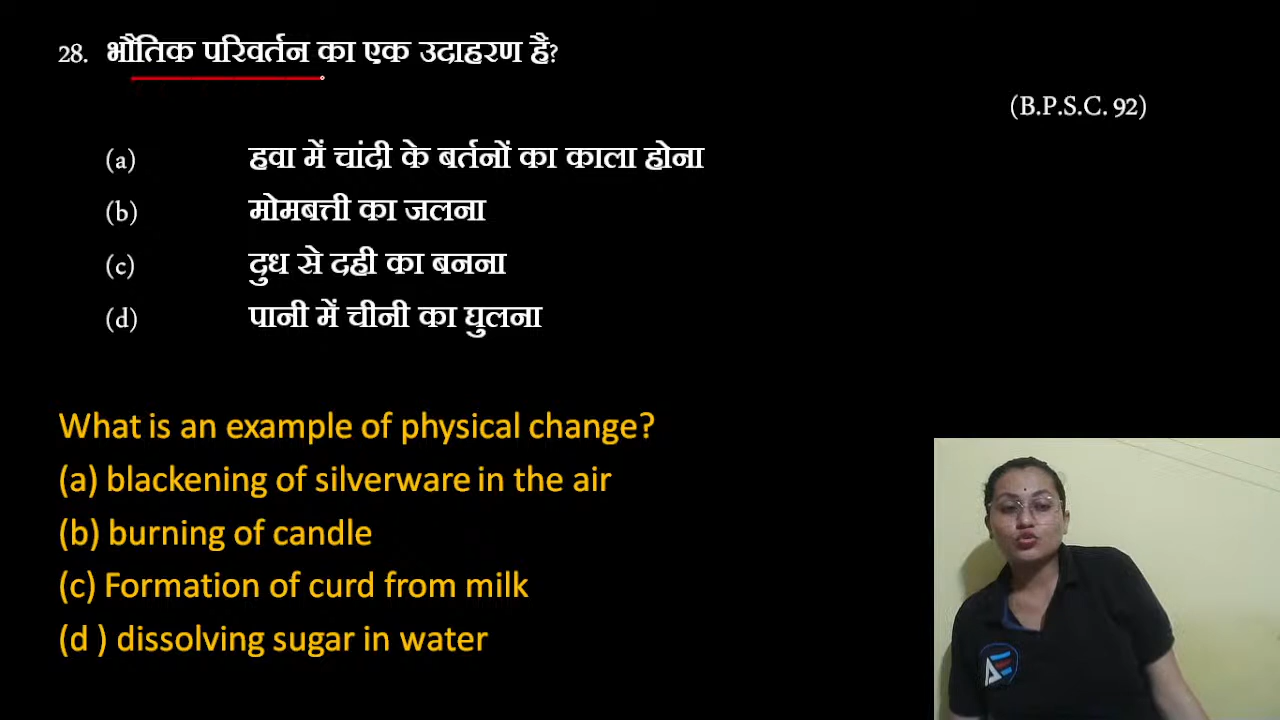 28. भौतिक परिवर्तन का एक उदाहरण है?
(B.P.S.C. 92)
(a) हवा में चांदी के बर्तनों का काला होना
(b) मोमबत्ती का जलना
(c) दुध से दही का बनना
(d) पानी में चीनी का घुलना
What is an example of physical change?
(a) blackening of silverware in the air
(b) burning of candle
(c) Formation of curd from milk
(d ) dissolving sugar in water